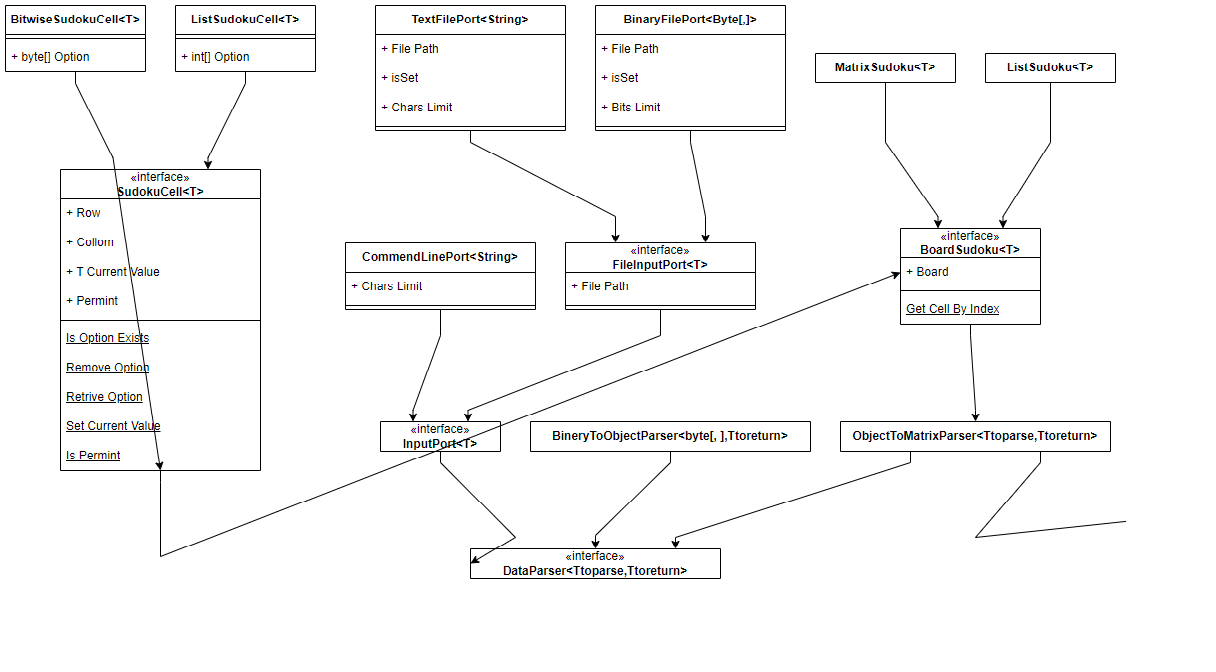 BitwiseSudokuCell<T>
+ byte[] Option
ListSudokuCell<T>
+ int[] Option
TextFilePort<String>
+ File Path
+ isSet
+ Chars Limit
BinaryFilePort<Byte[,]>
+ File Path
+ isSet
+ Bits Limit
MatrixSudoku<T>
ListSudoku<T>
«interface»
SudokuCell<T>
+ Row
+ Collom
+ T Current Value
+ Permint
Is Option Exists
Remove Option
Retrive Option
Set Current Value
Is Permint
CommendLinePort<String>
+ Chars Limit
«interface»
FileInputPort<T>
+ File Path
«interface»
BoardSudoku<T>
+ Board
Get Cell By Index
«interface»
InputPort<T>
BineryToObjectParser<byte[, ],Ttoreturn>
ObjectToMatrixParser<Ttoparse,Ttoreturn>
«interface»
DataParser<Ttoparse,Ttoreturn>